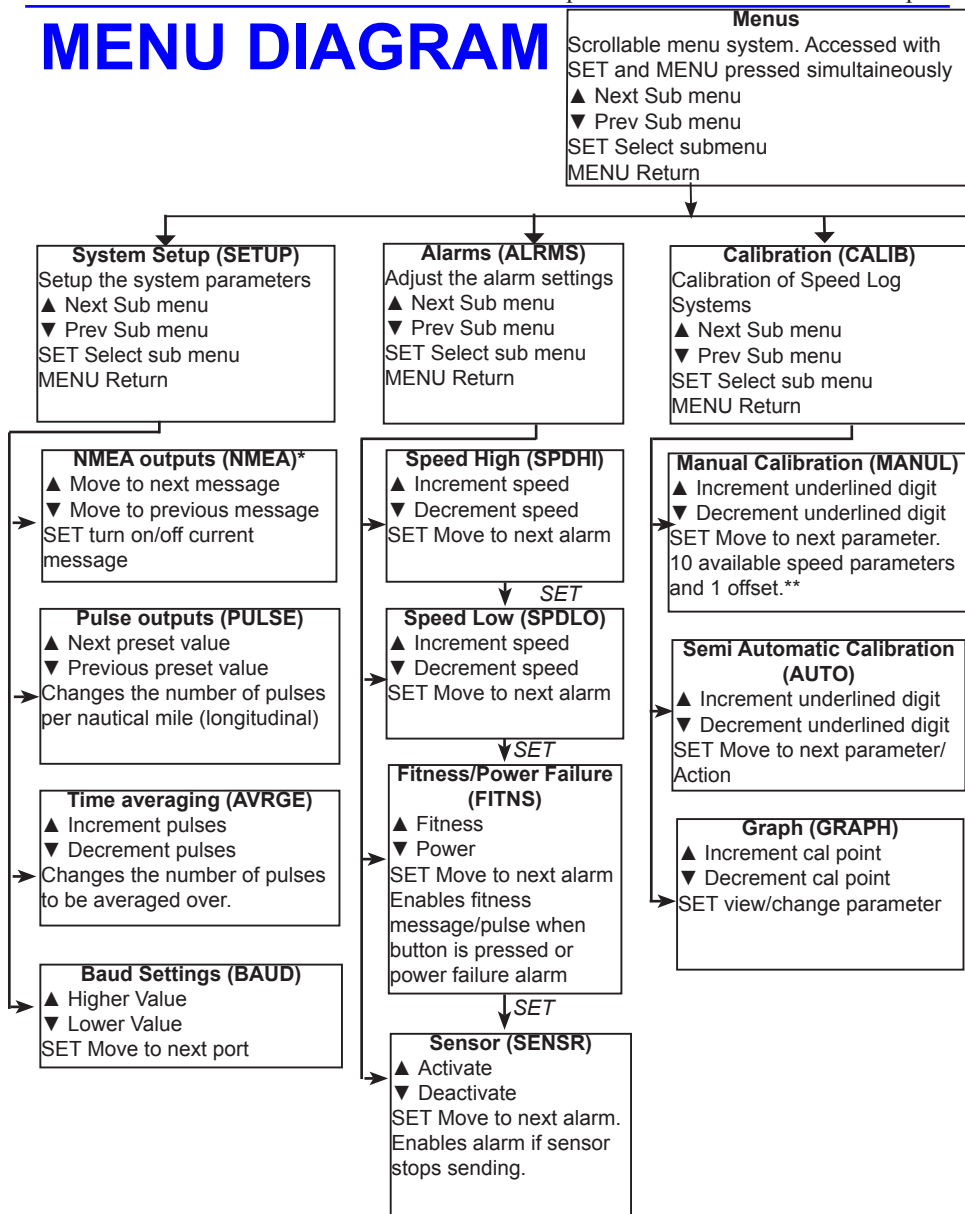 MENU DIAGRAM
Menus
Scrollable menu system. Accessed with
SET and MENU pressed simultaineously
▲ Next Sub menu
▼ Prev Sub menu
SET Select submenu
MENU Return
System Setup (SETUP)
Setup the system parameters
▲ Next Sub menu
▼ Prev Sub menu
SET Select sub menu
MENU Return
NMEA outputs (NMEA)*
▲ Move to next message
▼ Move to previous message
SET turn on/off current
message
Pulse outputs (PULSE)
▲ Next preset value
▼ Previous preset value
Changes the number of pulses
per nautical mile (longitudinal)
Time averaging (AVRGE)
▲ Increment pulses
▼ Decrement pulses
Changes the number of pulses
to be averaged over.
Baud Settings (BAUD)
▲ Higher Value
▼ Lower Value
SET Move to next port
Alarms (ALRMS)
Adjust the alarm settings
▲ Next Sub menu
▼ Prev Sub menu
SET Select sub menu
MENU Return
Speed High (SPDHI)
▲ Increment speed
▼ Decrement speed
SET Move to next alarm
SET
Speed Low (SPDLO)
▲ Increment speed
▼ Decrement speed
SET Move to next alarm
SET
Fitness/Power Failure
(FITNS)
▲ Fitness
▼ Power
SET Move to next alarm
Enables fitness
message/pulse when
button is pressed or
power failure alarm
SET
Sensor (SENSR)
▲ Activate
▼ Deactivate
SET Move to next alarm.
Enables alarm if sensor
stops sending.
Calibration (CALIB)
Calibration of Speed Log
Systems
▲ Next Sub menu
▼ Prev Sub menu
SET Select sub menu
MENU Return
Manual Calibration (MANUL)
▲ Increment underlined digit
▼ Decrement underlined digit
SET Move to next parameter.
10 available speed parameters
and 1 offset.**
Semi Automatic Calibration
(AUTO)
▲ Increment underlined digit
▼ Decrement underlined digit
SET Move to next parameter/
Action
Graph (GRAPH)
▲ Increment cal point
▼ Decrement cal point
SET view/change parameter